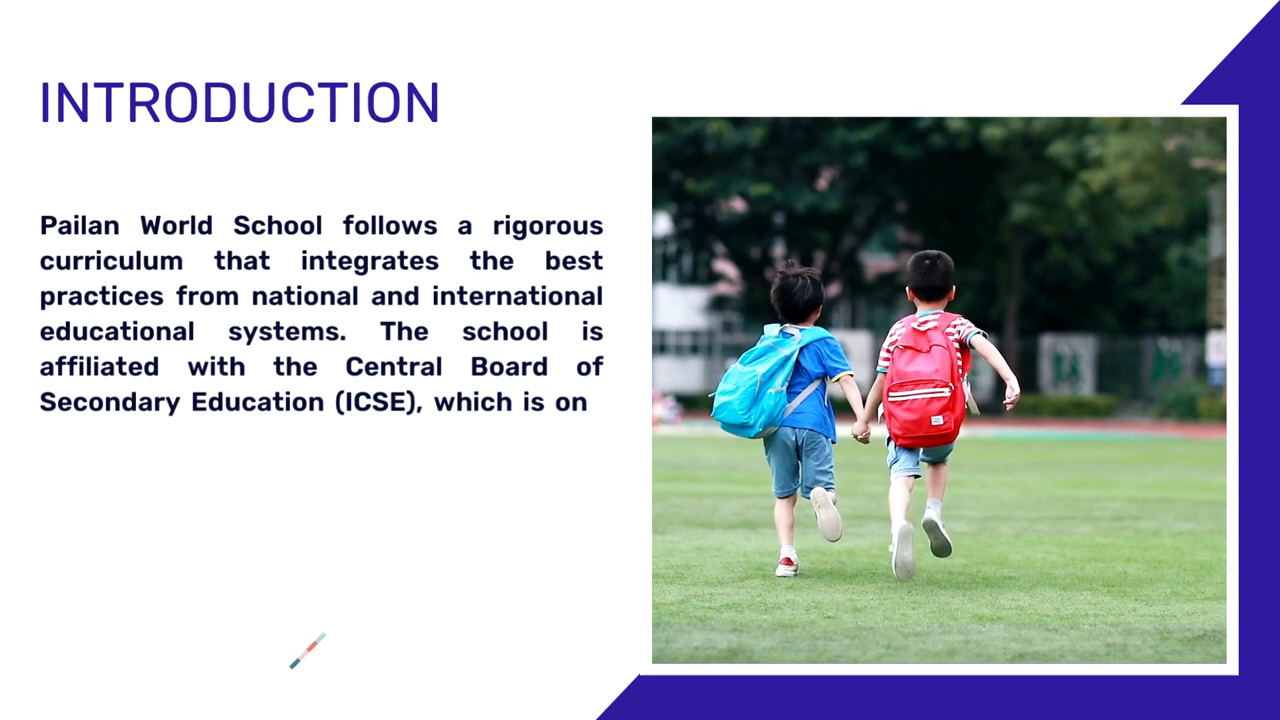 INTRODUCTION
Pailan World School follows a rigorous
curriculum that integrates the best
practices from national and international
educational systems. The school is
affiliated with the Central Board of
Secondary Education (ICSE), which is on